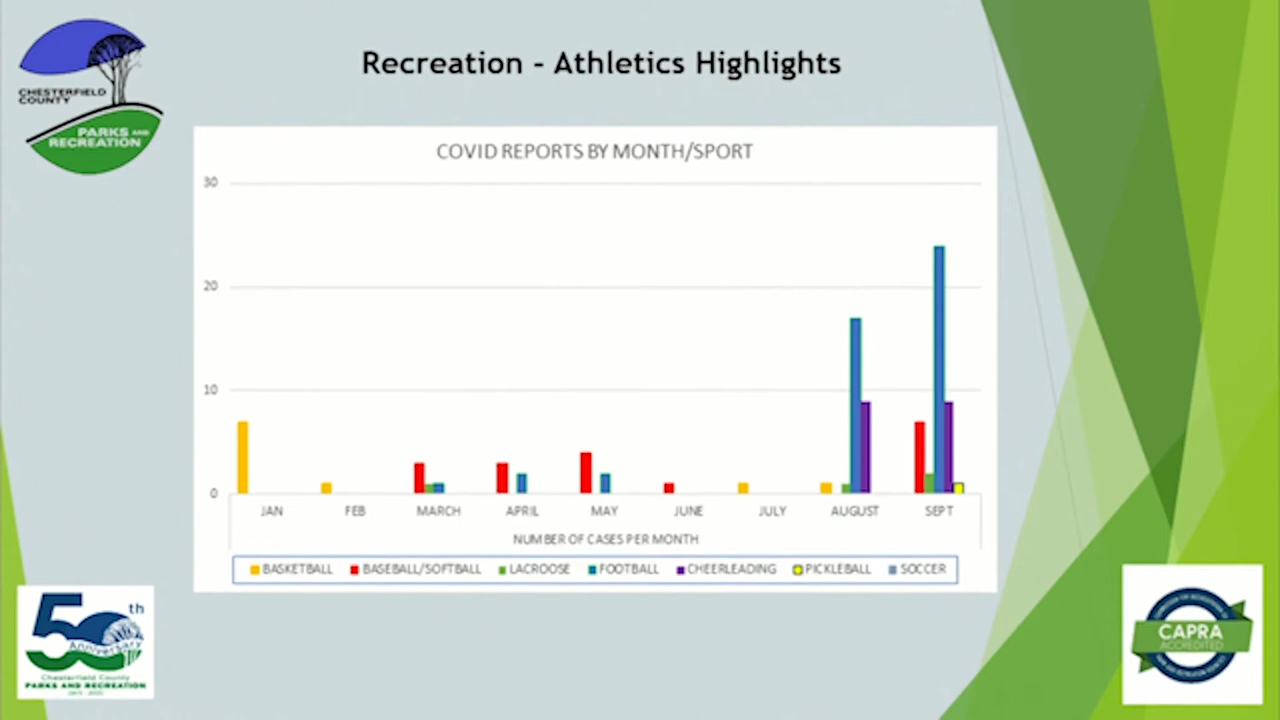 Recreation - Athletics Highlights
CHESTERFIELD
COUNTY
PARKS AND
RECREATION
COVID REPORTS BY MONTH/SPORT
30
20
10
0
JAN FEB MARCH APRIL MAY JUNE JULY AUGUST SEPT
NUMBER OF CASES PER MONTH
BASKETBALL BASEBALL/SOFTBALL LACROOSE FOOTBALL CHEERLEADING PICKLEBALL SOCCER
50th
Anniversary
Chesterfield County
PARKS AND RECREATION
CAPRA
ACCREDITED